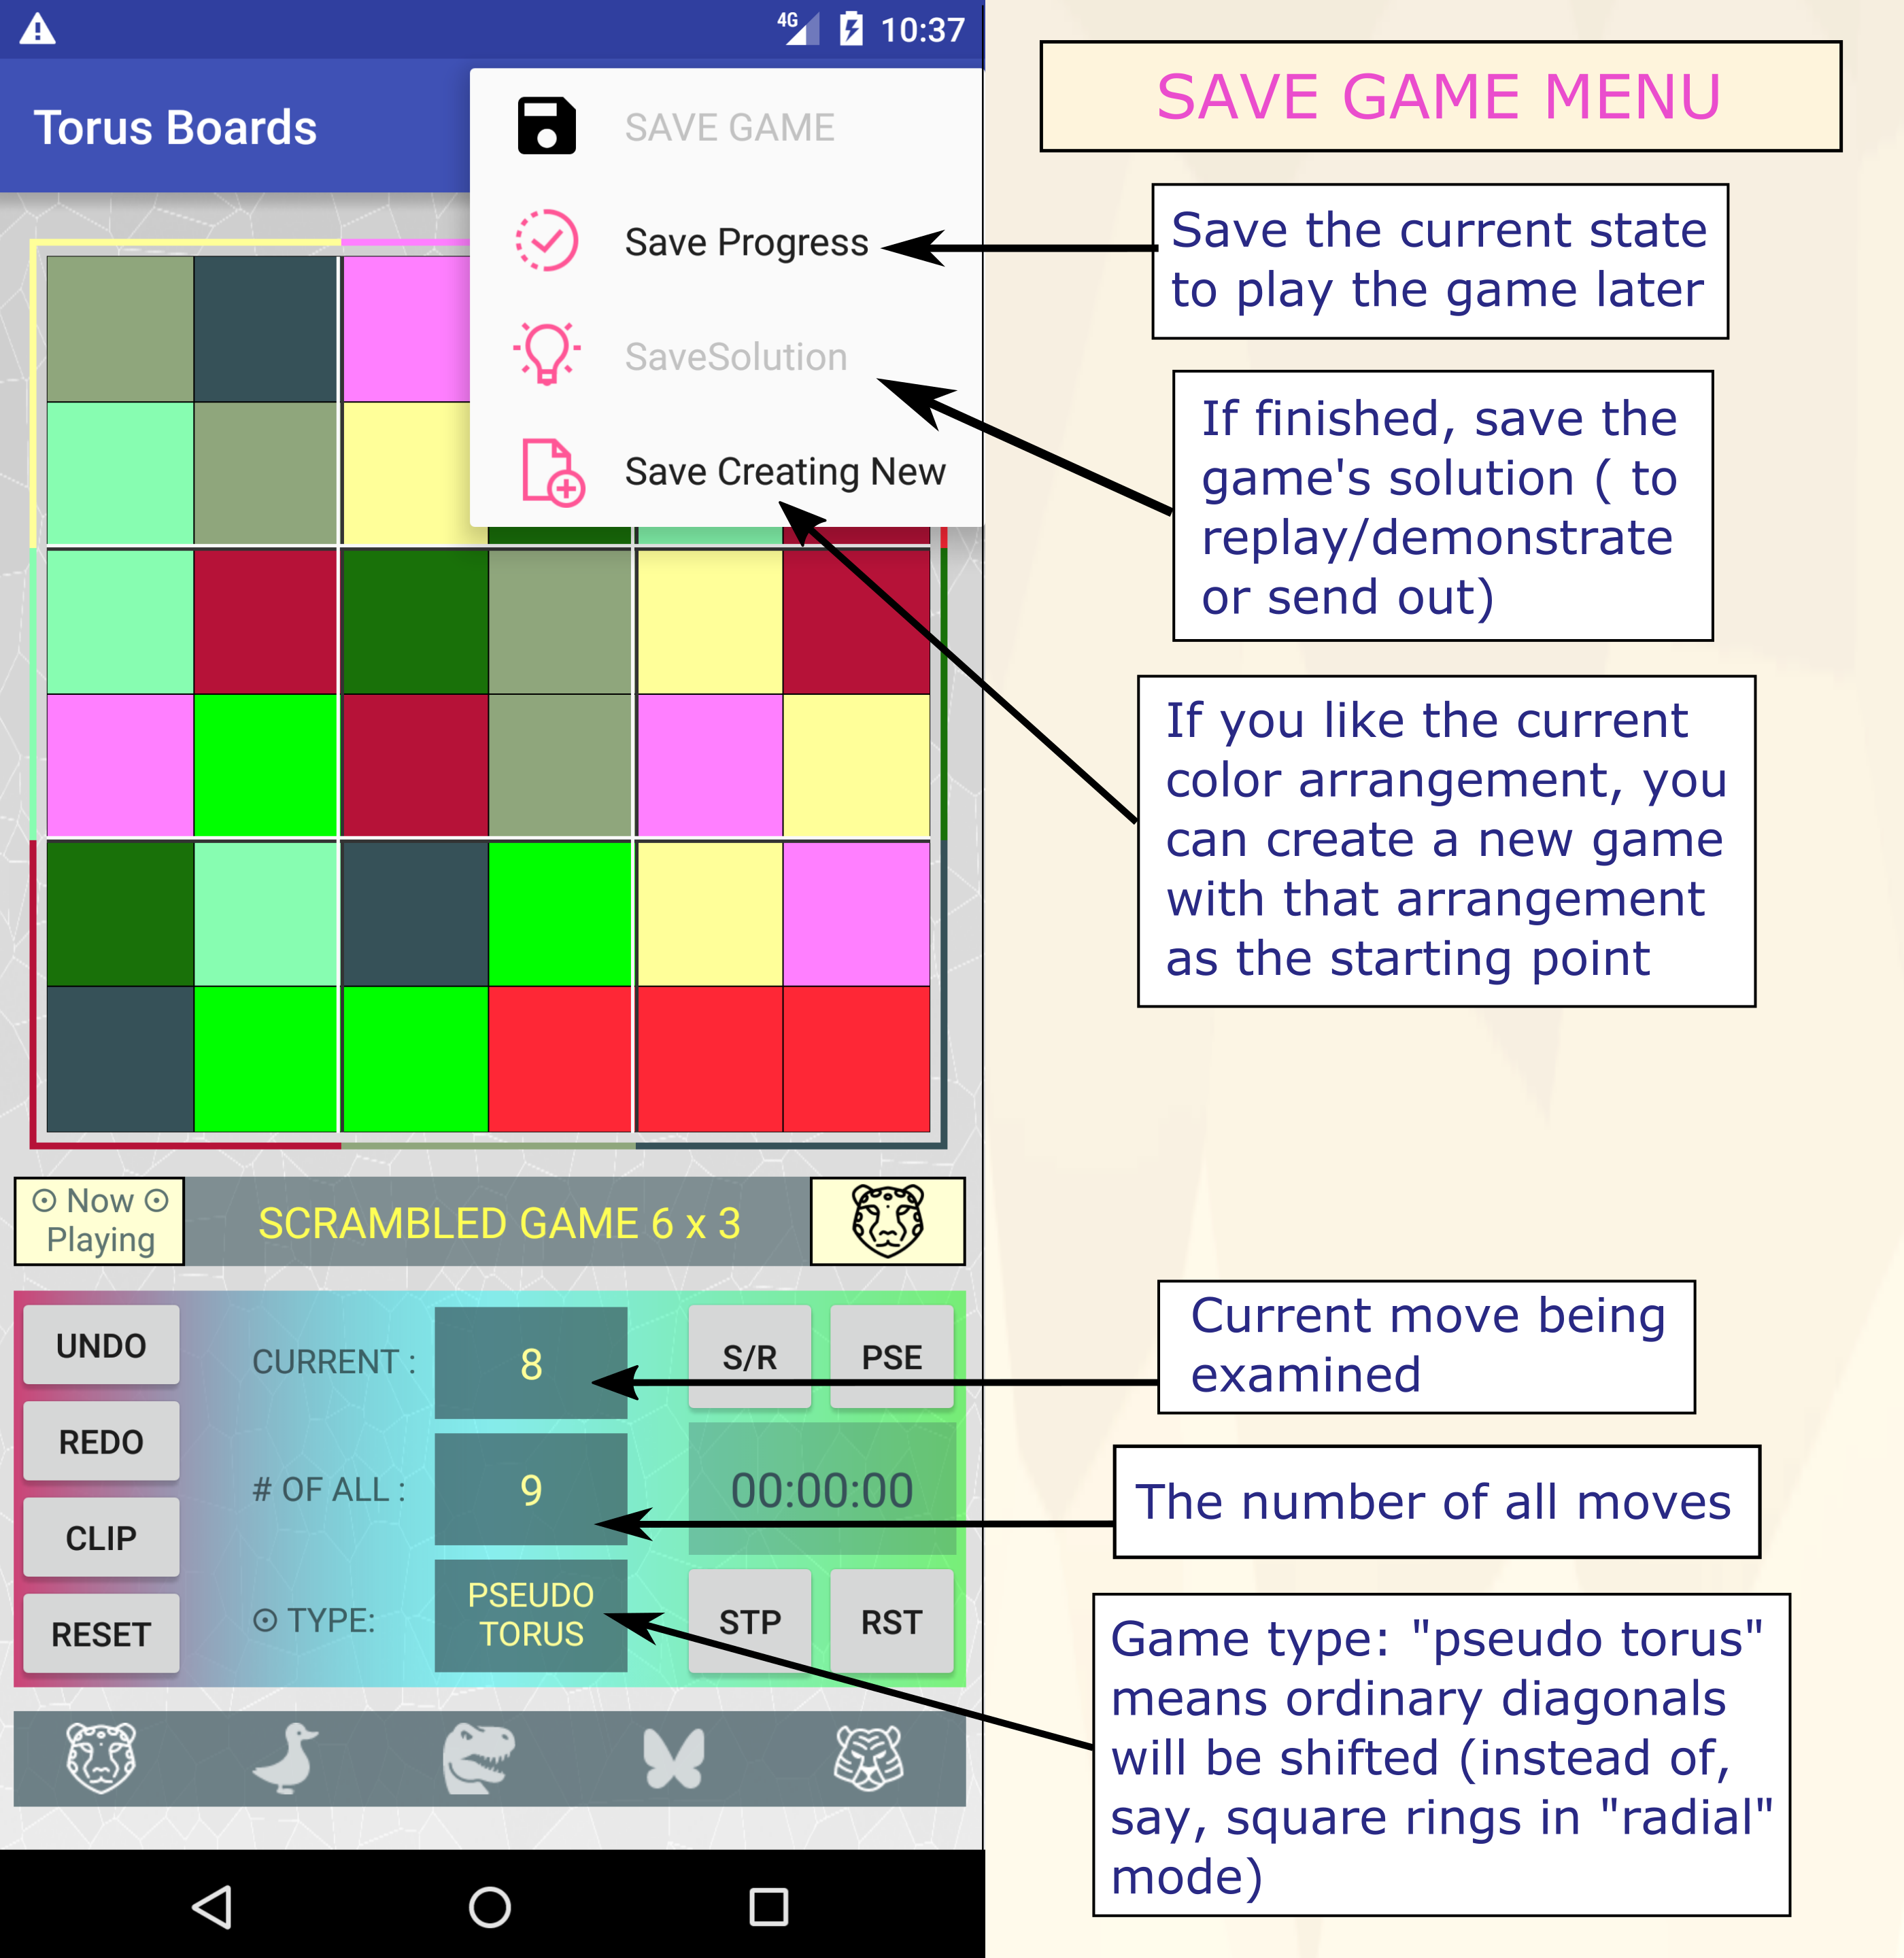 4G 10:37
Torus Boards
SAVE GAME
Save Progress
SaveSolution
Save Creating New
SAVE GAME MENU
Save the current state
to play the game later
If finished, save the
game's solution ( to
replay/demonstrate
or send out)
If you like the current
color arrangement, you
can create a new game
with that arrangement
as the starting point
Now
Playing
SCRAMBLED GAME 6 x 3
UNDO
REDO
CLIP
RESET
CURRENT : 8
# OF ALL : 9
TYPE: PSEUDO
TORUS
S/R PSE
00:00:00
STP RST
Current move being
examined
The number of all moves
Game type: "pseudo torus"
means ordinary diagonals
will be shifted (instead of,
say, square rings in "radial"
mode)